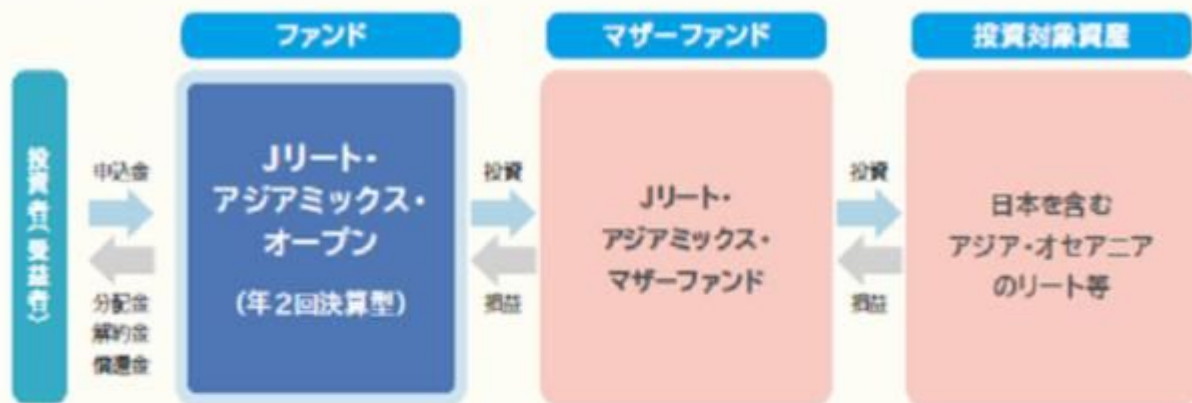 ファンド
マザーファンド
投資対象資産
投資者(受益者)
申込金
分配金
解約金
償還金
Jリート・
アジアミックス・
オープン
(年2回決算型)
投資
損益
Jリート・
アジアミックス・
マザーファンド
投資
損益
日本を含む
アジア・オセアニア
のリート等